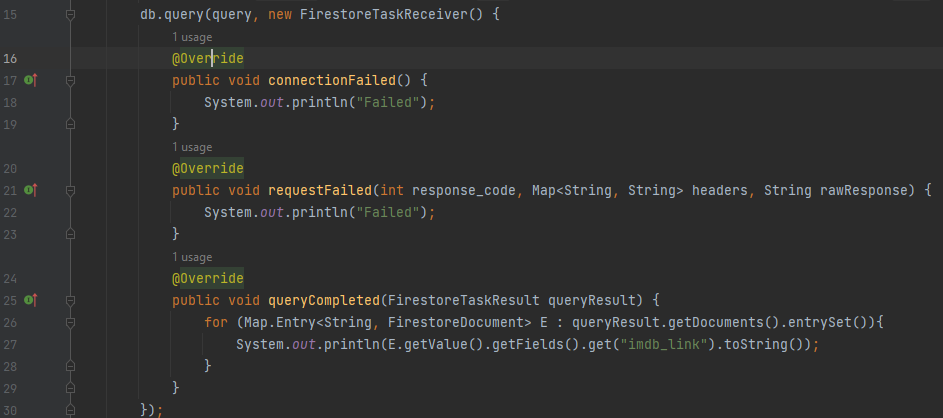 15 db.query(query, new FirestoreTaskReceiver() {
1 usage
16 @Override
17 public void connectionFailed() {
18 System.out.println("Failed");
19 }
1 usage
20 @Override
21 public void requestFailed(int response_code, Map<String, String> headers, String rawResponse) {
22 System.out.println("Failed");
23 }
1 usage
24 @Override
25 public void queryCompleted(FirestoreTaskResult queryResult) {
26 for (Map.Entry<String, FirestoreDocument> E : queryResult.getDocuments().entrySet()){
27 System.out.println(E.getValue().getFields().get("imdb_link").toString());
28 }
29 }
30 });